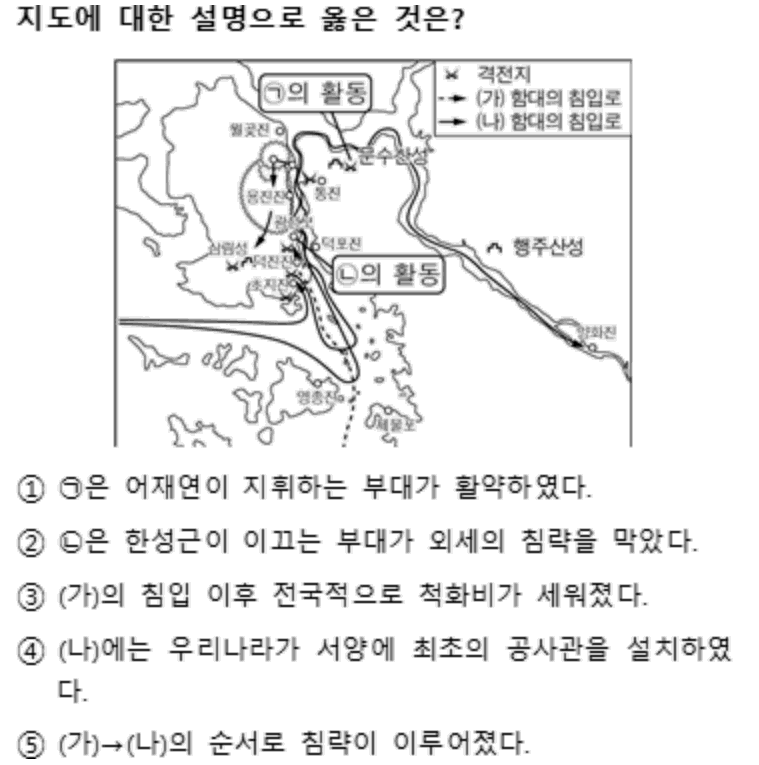 지도에 대한 설명으로 옳은 것은?
㉠의 활동
격전지
(가) 함대의 침입로
(나) 함대의 침입로
월곶진
문수산성
통진
용진진
광성보
덕포진
삼랑성
덕진진
㉡의 활동
행주산성
초지진
양화진
영종진
제물포
① ㉠은 어재연이 지휘하는 부대가 활약하였다.
② ㉡은 한성근이 이끄는 부대가 외세의 침략을 막았다.
③ (가)의 침입 이후 전국적으로 척화비가 세워졌다.
④ (나)에는 우리나라가 서양에 최초의 공사관을 설치하였
다.
⑤ (가)→(나)의 순서로 침략이 이루어졌다.